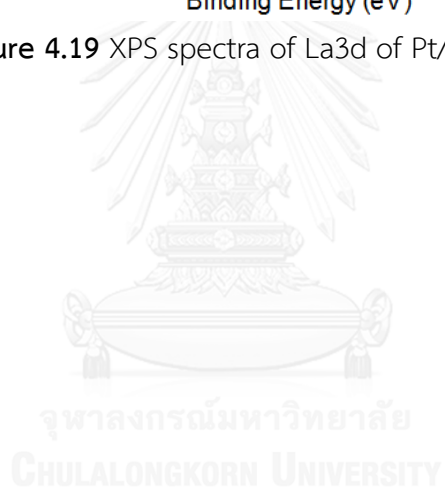 Binding Energy (eV)
ure 4.19 XPS spectra of La3d of Pt/
จุฬาลงกรณ์มหาวิทยาลัย
CHULALONGKORN UNIVERSITY